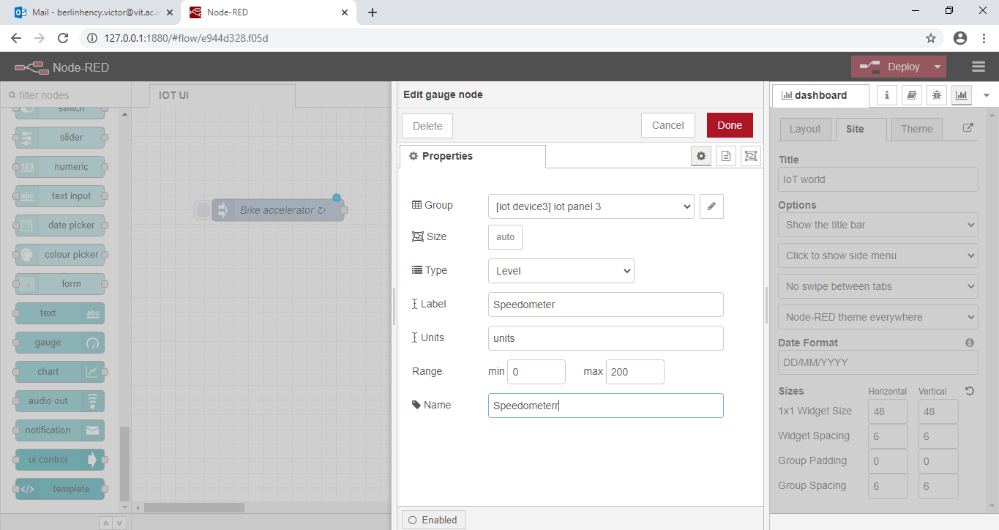 Mail - berlinhency.victor@vit.ac.i
Node-RED
127.0.0.1:1880/#flow/e944d328.f05d
Node-RED
Deploy
filter nodes
switch
slider
123 numeric
abc text input
date picker
colour picker
form
text abc
gauge
chart
audio out
notification
ui control
</> template
IOT UI
Bike accelerator ↻
Edit gauge node
Delete
Cancel
Done
Properties
Group
[iot device3] iot panel 3
Size
auto
Type
Level
Label
Speedometer
Units
units
Range
min 0
max 200
Name
Speedometerr
Enabled
dashboard
i
Layout
Site
Theme
Title
IoT world
Options
Show the title bar
Click to show side menu
No swipe between tabs
Node-RED theme everywhere
Date Format
DD/MM/YYYY
Sizes Horizontal Vertical
1x1 Widget Size 48 48
Widget Spacing 6 6
Group Padding 0 0
Group Spacing 6 6